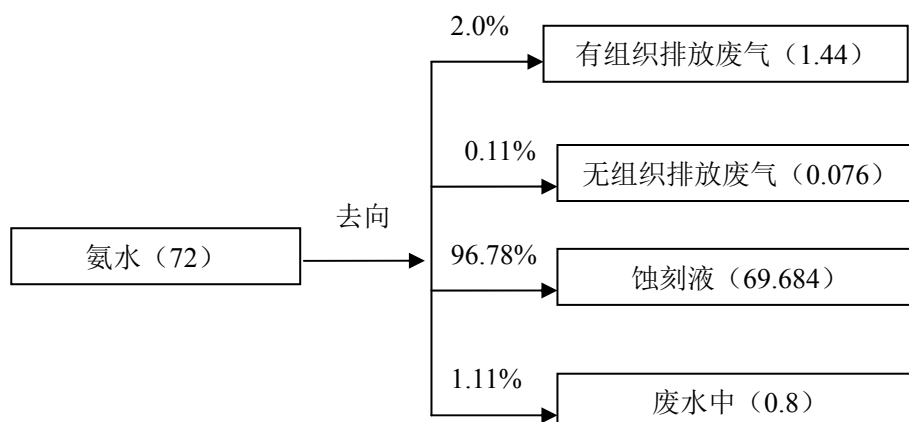 2.0%
有组织排放废气（1.44）
0.11%
无组织排放废气（0.076）
去向
氨水（72）
96.78%
蚀刻液（69.684）
1.11%
废水中（0.8）